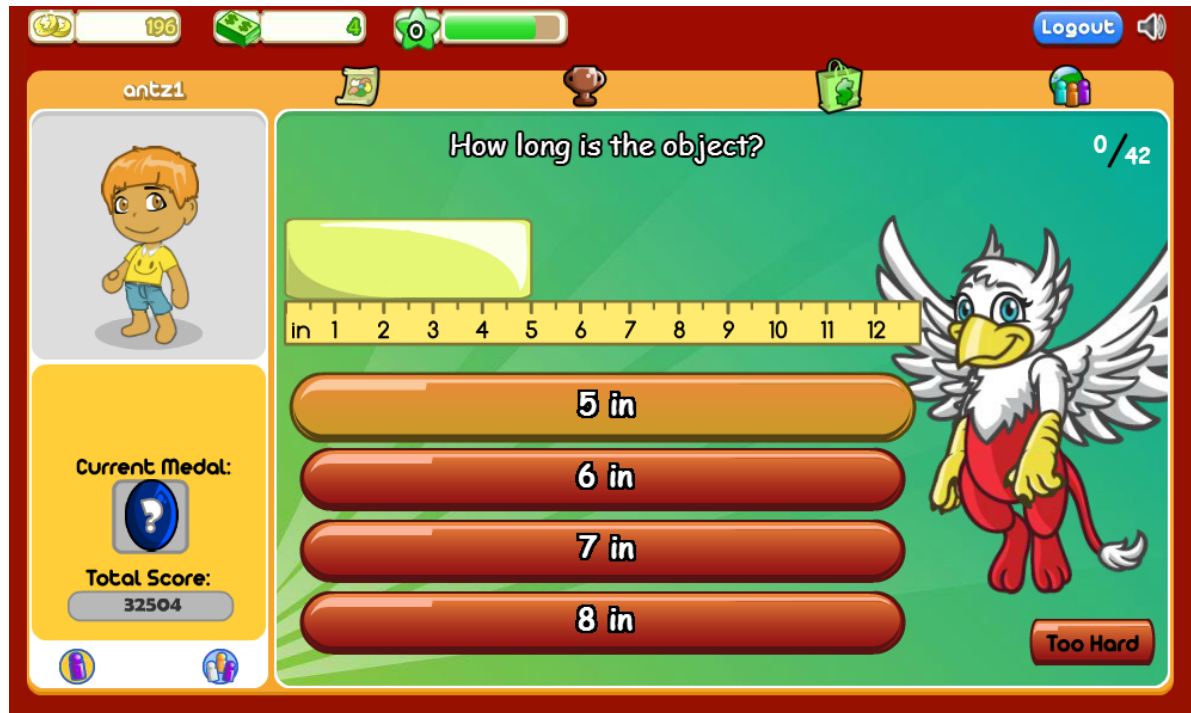 196
4
0
Logout
antz1
How long is the object?
0/42
in 1 2 3 4 5 6 7 8 9 10 11 12
5 in
6 in
7 in
8 in
Current Medal:
?
Total Score:
32504
Too Hard